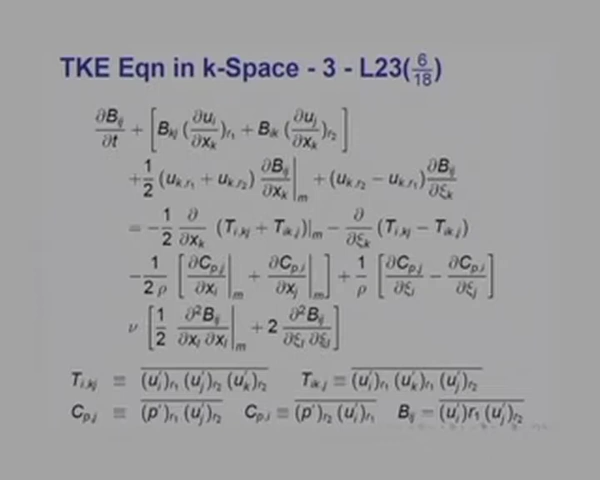 TKE Eqn in k-Space - 3 - L23(6/18)
∂B_ij/∂t + [B_kj (∂u_i/∂x_k)_r₁ + B_ik (∂u_j/∂x_k)_r₂]
+1/2 (u_k,r₁ + u_k,r₂) ∂B_ij/∂x_k|_m + (u_k,r₂ − u_k,r₁) ∂B_ij/∂ξ_k
= −1/2 ∂/∂x_k (T_i,kj + T_ik,j)|_m − ∂/∂ξ_k (T_i,kj − T_ik,j)
−1/(2ρ) [∂C_p,j/∂x_i|_m + ∂C_p,i/∂x_j|_m] + 1/ρ [∂C_p,j/∂ξ_i − ∂C_p,i/∂ξ_j]
ν [1/2 ∂²B_ij/∂x_l ∂x_l|_m + 2 ∂²B_ij/∂ξ_l ∂ξ_l]
T_i,kj ≡ (u′_i)_r₁ (u′_j)_r₂ (u′_k)_r₂ T_ik,j ≡ (u′_i)_r₁ (u′_k)_r₁ (u′_j)_r₂
C_p,j ≡ (p′)_r₁ (u′_j)_r₂ C_p,i ≡ (p′)_r₂ (u′_i)_r₁ B_ij = (u′_i)r₁ (u′_j)_r₂